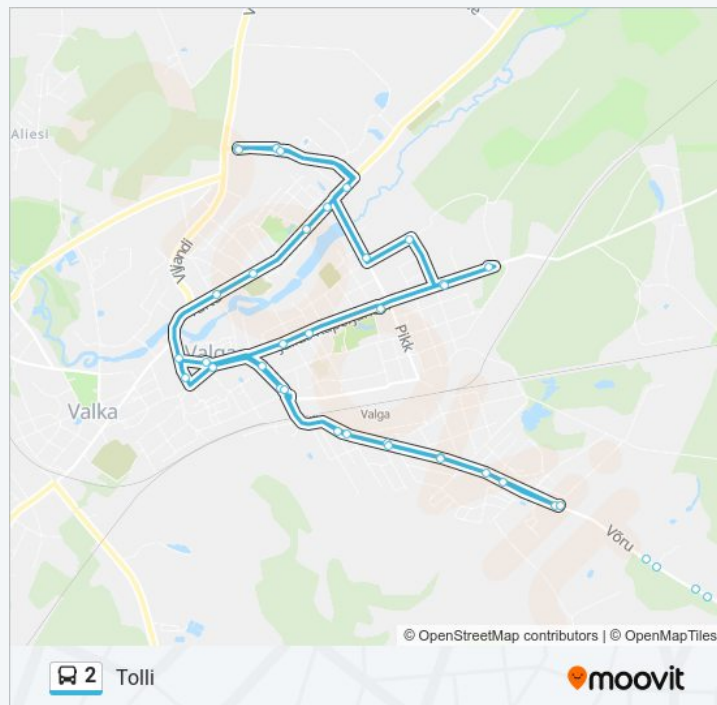 Aliesi
Viljandi
Valga
Pikk
Valka
Valga
Võru
© OpenStreetMap contributors | © OpenMapTiles
2 Tolli
moovit